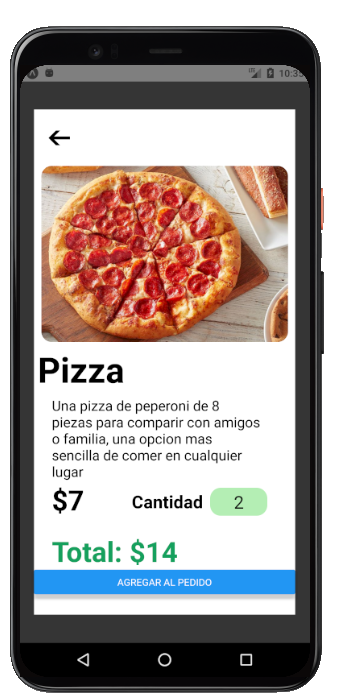 10:35
Pizza
Una pizza de peperoni de 8
piezas para comparir con amigos
o familia, una opcion mas
sencilla de comer en cualquier
lugar
$7 Cantidad 2
Total: $14
AGREGAR AL PEDIDO